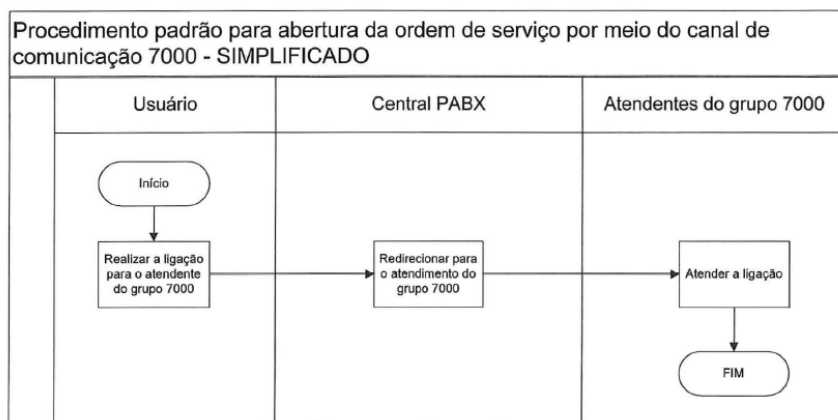 Procedimento padrão para abertura da ordem de serviço por meio do canal de
comunicação 7000 - SIMPLIFICADO
Usuário
Central PABX
Atendentes do grupo 7000
Início
Realizar a ligação
para o atendente
do grupo 7000
Redirecionar para
o atendimento do
grupo 7000
Atender a ligação
FIM